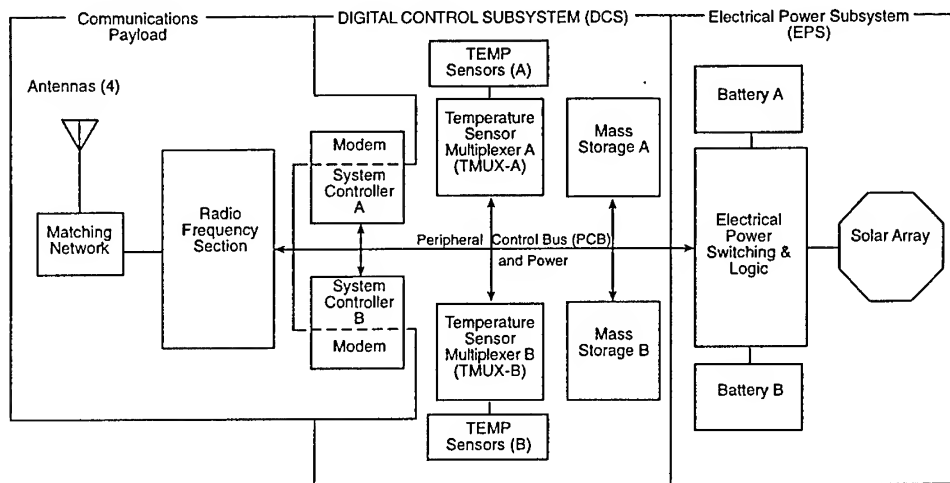 Communications
Payload
DIGITAL CONTROL SUBSYSTEM (DCS)
Electrical Power Subsystem
(EPS)
Antennas (4)
Matching
Network
Radio
Frequency
Section
Modem
System
Controller
A
System
Controller
B
Modem
TEMP
Sensors (A)
Temperature
Sensor
Multiplexer A
(TMUX-A)
Mass
Storage A
Peripheral Control Bus (PCB)
and Power
Temperature
Sensor
Multiplexer B
(TMUX-B)
TEMP
Sensors (B)
Mass
Storage B
Battery A
Electrical
Power
Switching &
Logic
Solar Array
Battery B